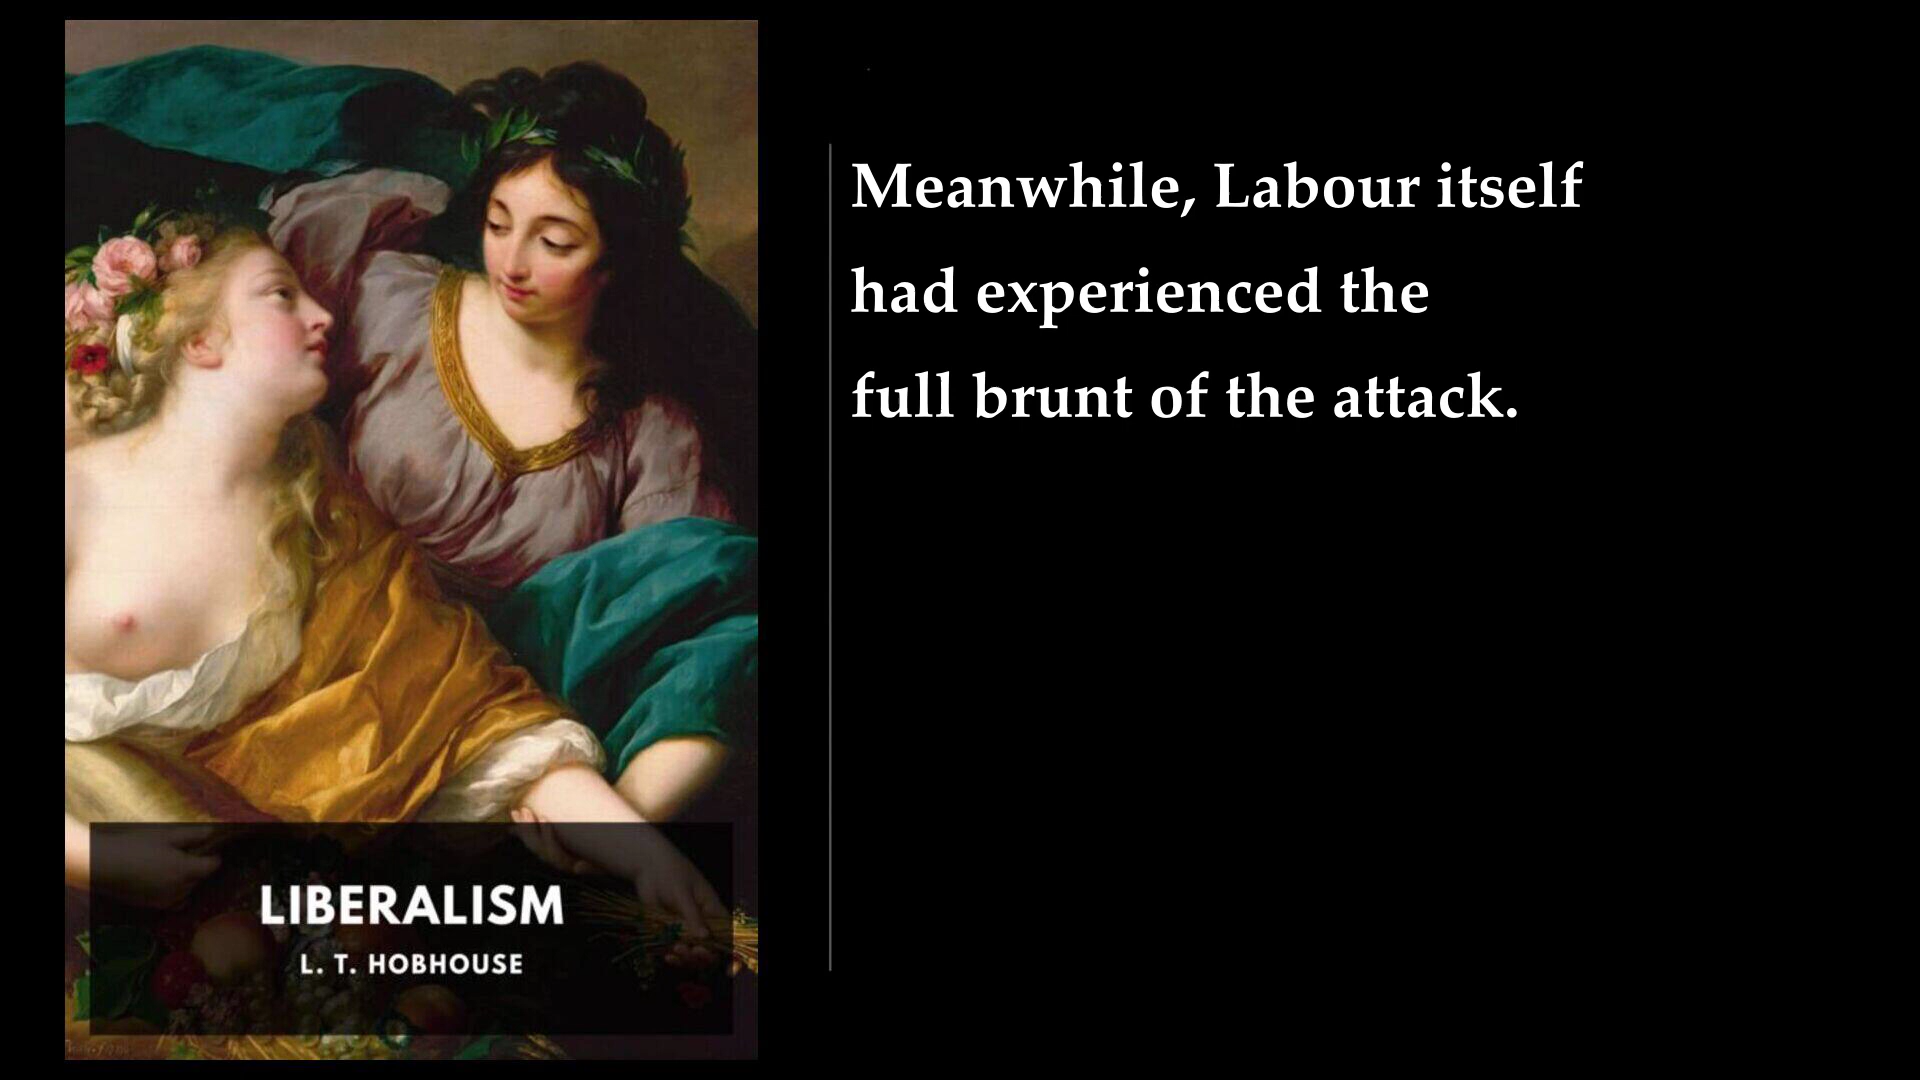 Meanwhile, Labour itself
had experienced the
full brunt of the attack.
LIBERALISM
L. T. HOBHOUSE